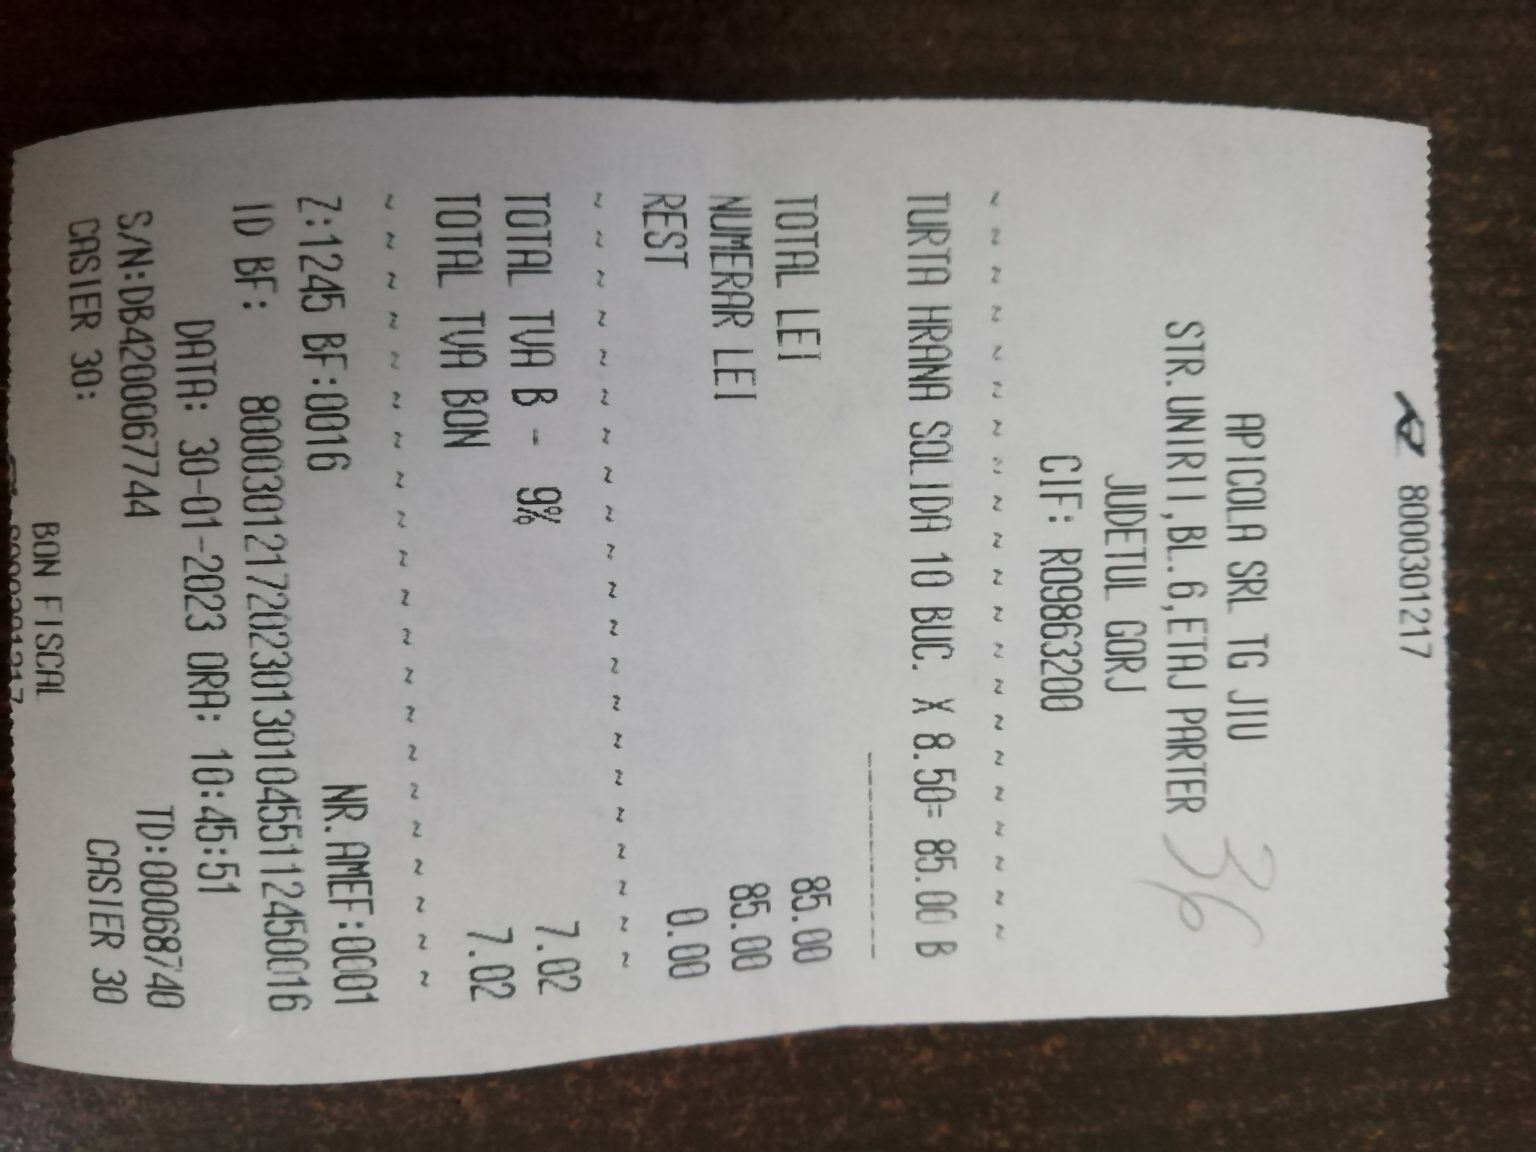 8000301217
APICOLA SRL TG JIU
STR.UNIRII,BL.6,ETAJ PARTER
36
JUDETUL GORJ
CIF: RO9863200
~ ~ ~ ~ ~ ~ ~ ~ ~ ~ ~ ~ ~ ~ ~ ~ ~ ~ ~ ~
TURTA HRANA SOLIDA 10 BUC. X 8.50= 85.00 B
TOTAL LEI 85.00
NUMERAR LEI 85.00
REST 0.00
~ ~ ~ ~ ~ ~ ~ ~ ~ ~ ~ ~ ~ ~ ~ ~ ~ ~ ~ ~
TOTAL TVA B - 9% 7.02
TOTAL TVA BON 7.02
~ ~ ~ ~ ~ ~ ~ ~ ~ ~ ~ ~ ~ ~ ~ ~ ~ ~ ~ ~
Z:1245 BF:0016 NR.AMEF:0001
ID BF: 80003012172023013010455112450016
DATA: 30-01-2023 ORA: 10:45:51
S/N:DB4200067744 TD:00068740
CASIER 30: CASIER 30
BON FISCAL